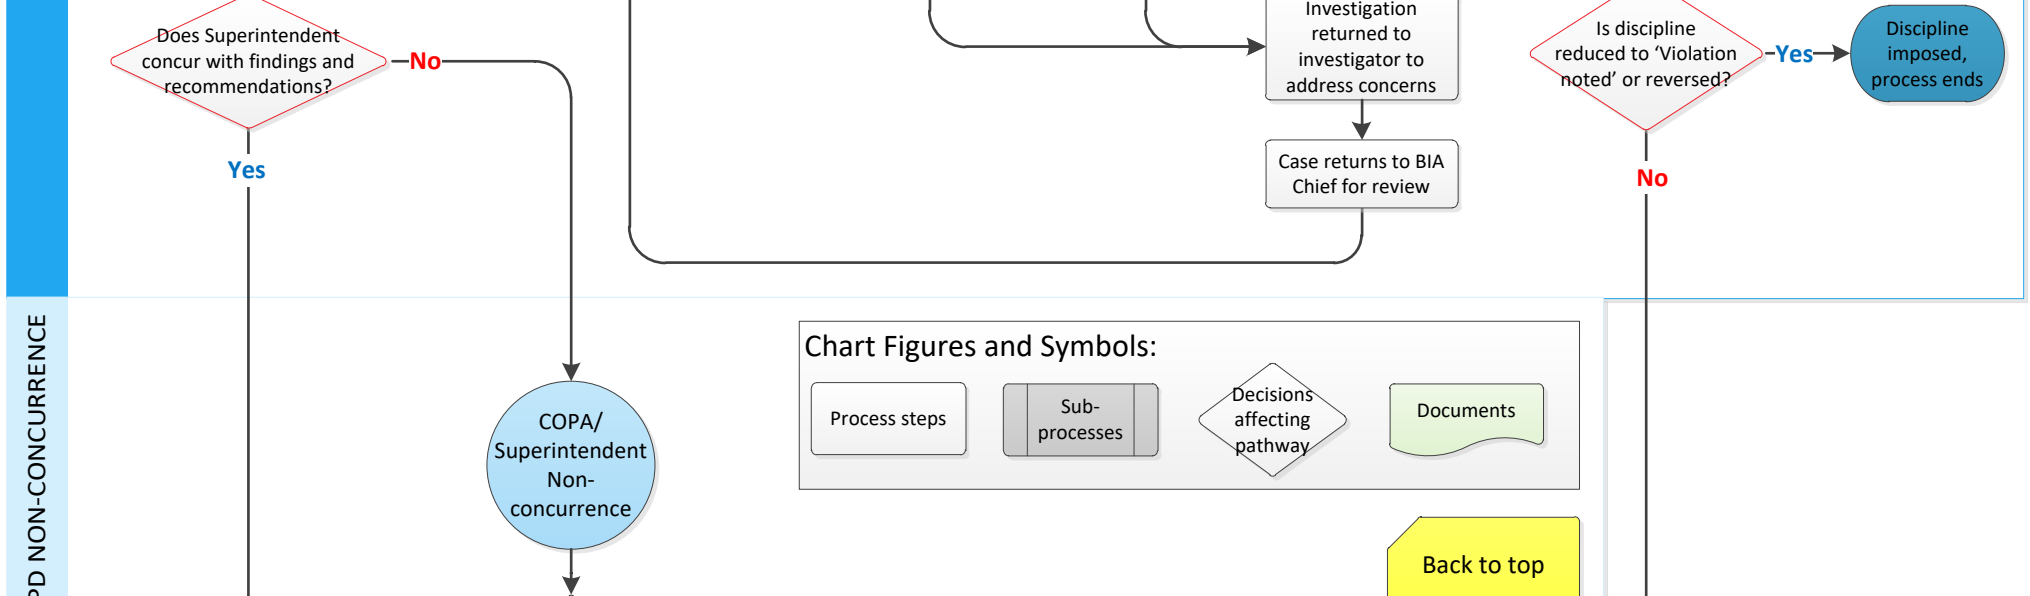 Does Superintendent
concur with findings and
recommendations?
No
Yes
Investigation
returned to
investigator to
address concerns
Case returns to BIA
Chief for review
Is discipline
reduced to ‘Violation
noted’ or reversed?
Yes
Discipline
imposed,
process ends
No
PD NON-CONCURRENCE
COPA/
Superintendent
Non-
concurrence
Chart Figures and Symbols:
Process steps
Sub-
processes
Decisions
affecting
pathway
Documents
Back to top